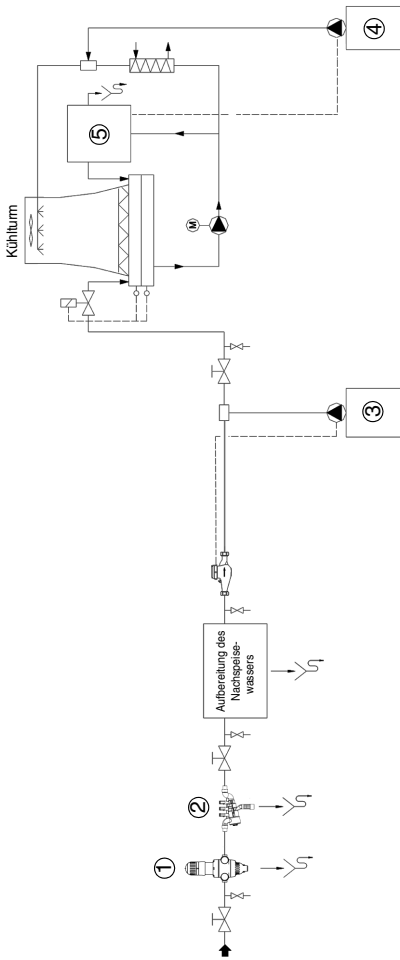 Kühlturm
M
①
②
Aufbereitung des
Nachspeise-
wassers
③
④
⑤